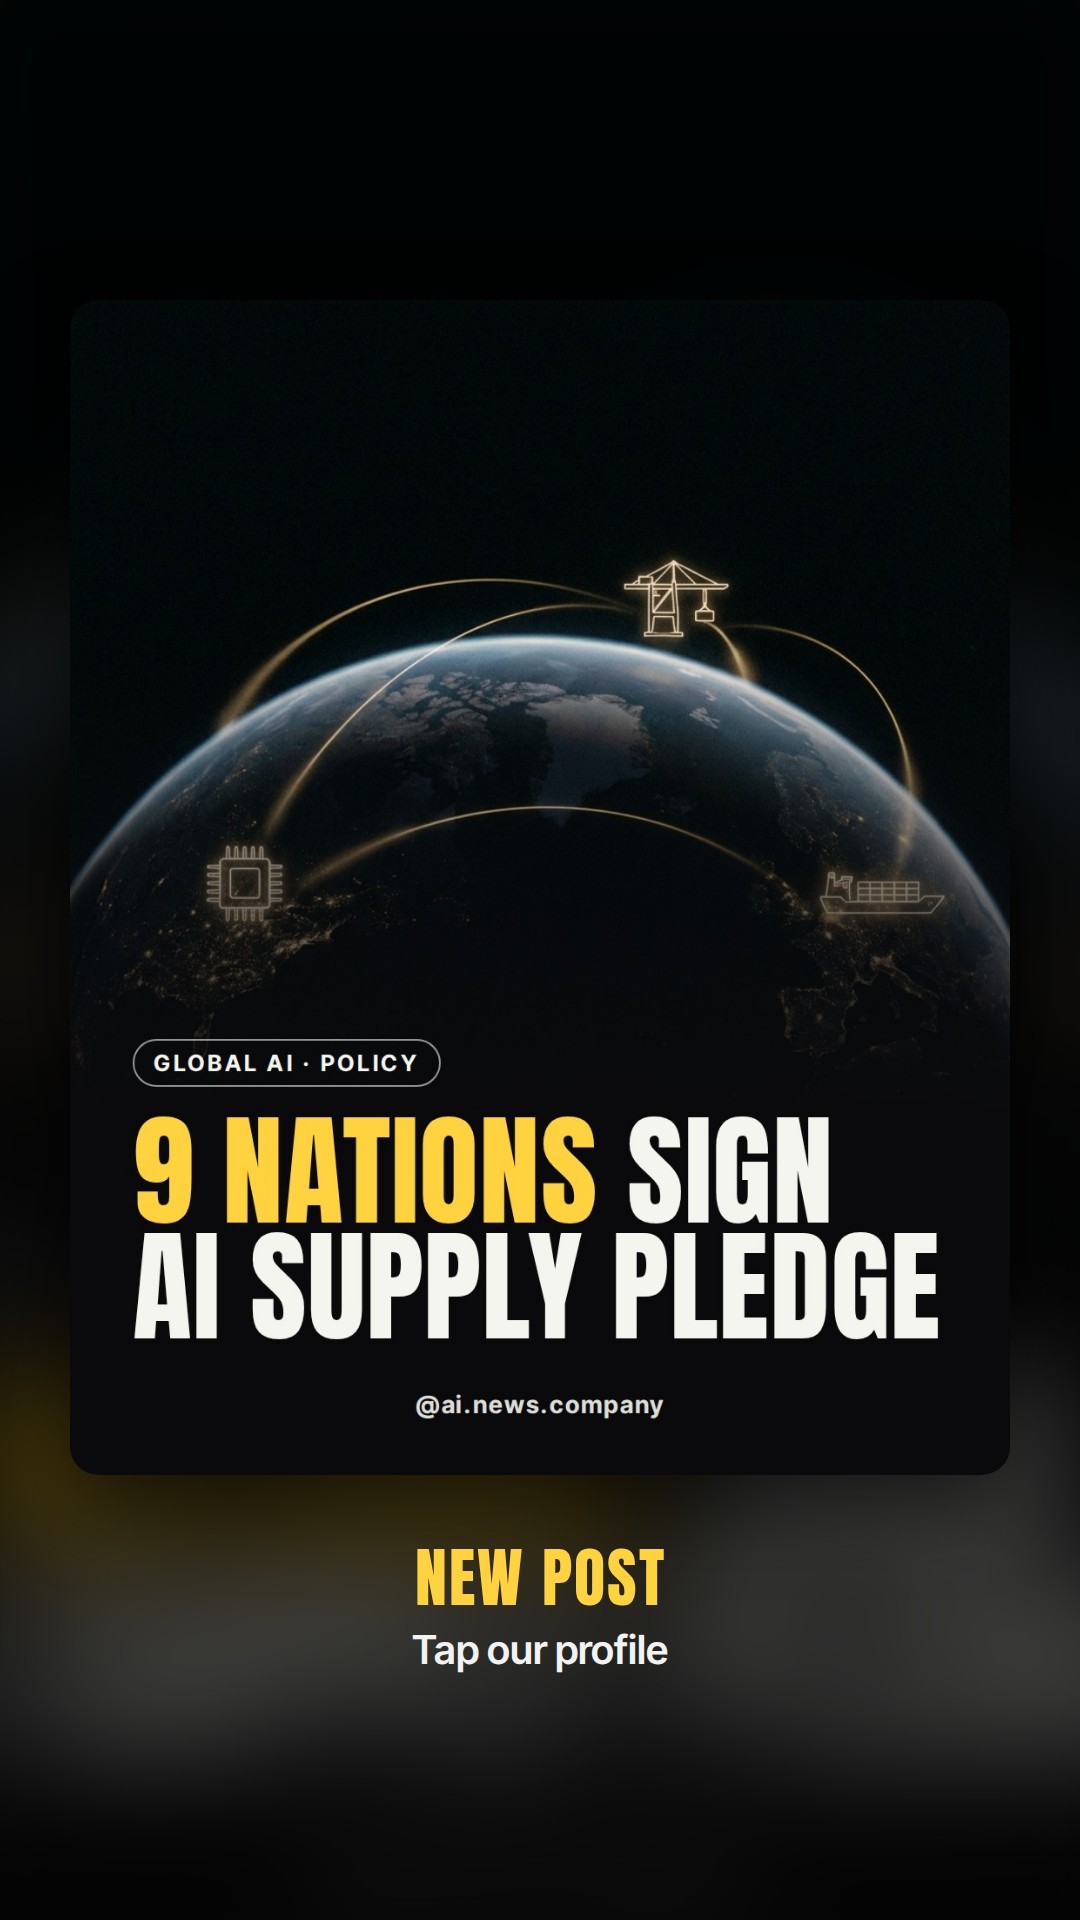 GLOBAL AI · POLICY
9 NATIONS SIGN
AI SUPPLY PLEDGE
@ai.news.company
NEW POST
Tap our profile